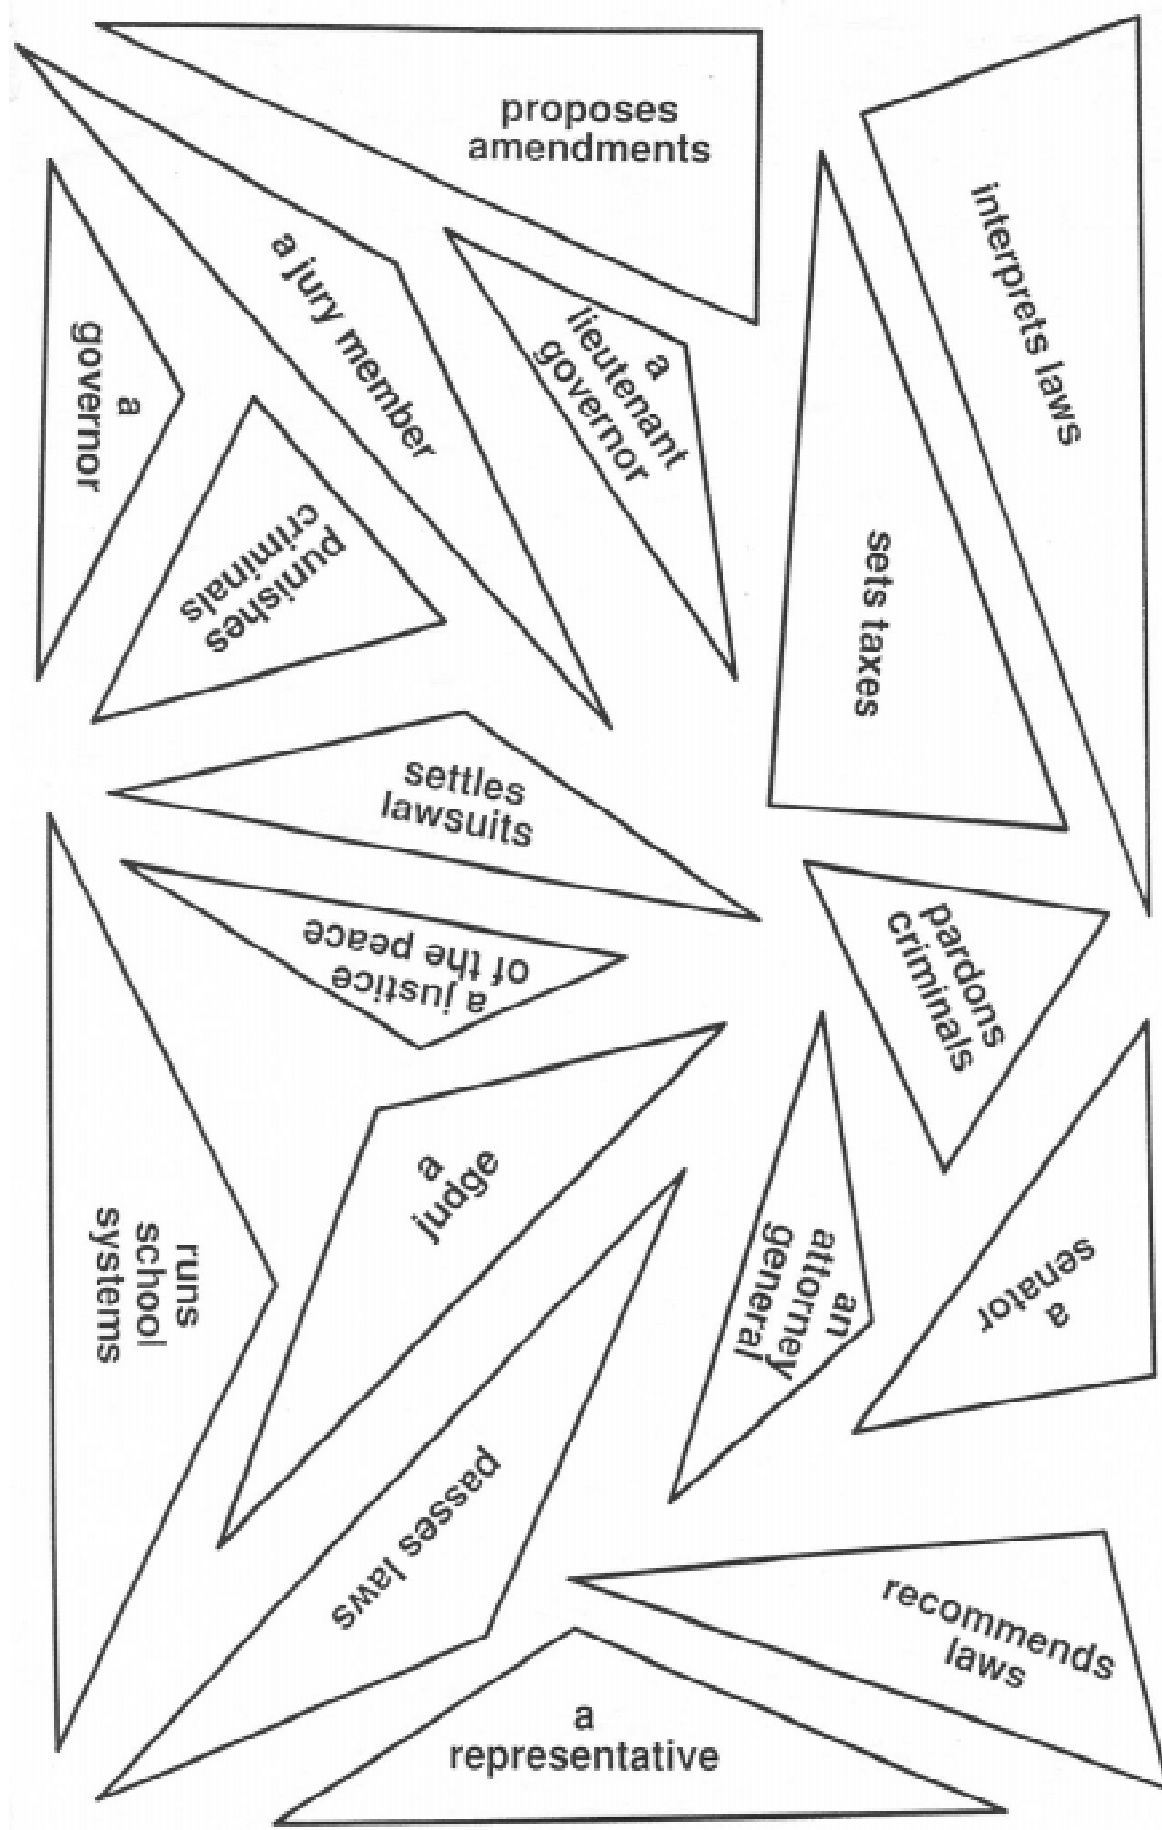 proposes
amendments
interprets laws
a jury member
a
lieutenant
governor
a
governor
punishes
criminals
sets taxes
settles
lawsuits
a justice
of the peace
pardons
criminals
a
judge
runs
school
systems
an
attorney
general
a
senator
passes laws
recommends
laws
a
representative